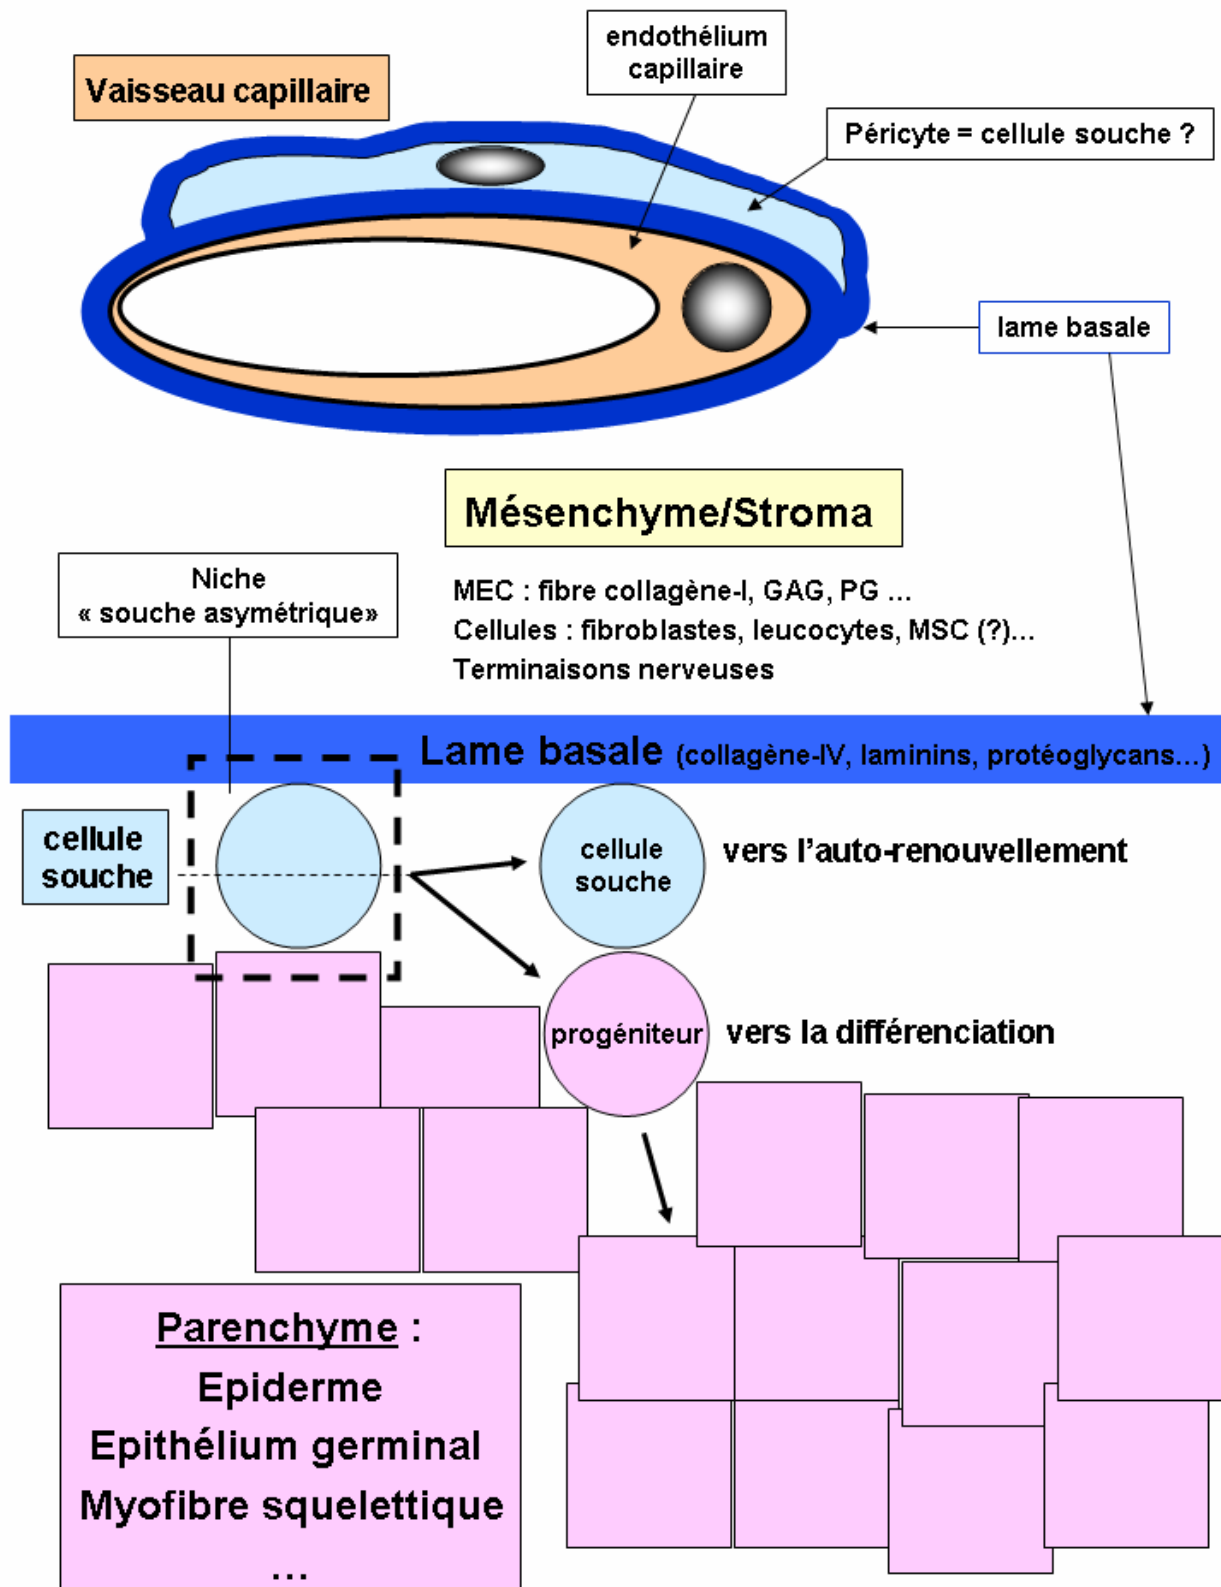 endothélium
capillaire
Vaisseau capillaire
Péricyte = cellule souche ?
lame basale
Mésenchyme/Stroma
Niche
« souche asymétrique»
MEC : fibre collagène-I, GAG, PG ...
Cellules : fibroblastes, leucocytes, MSC (?)...
Terminaisons nerveuses
Lame basale (collagène-IV, laminins, protéoglycans...)
cellule
souche
cellule
souche
vers l'auto-renouvellement
progéniteur
vers la différenciation
Parenchyme :
Epiderme
Epithélium germinal
Myofibre squelettique
...